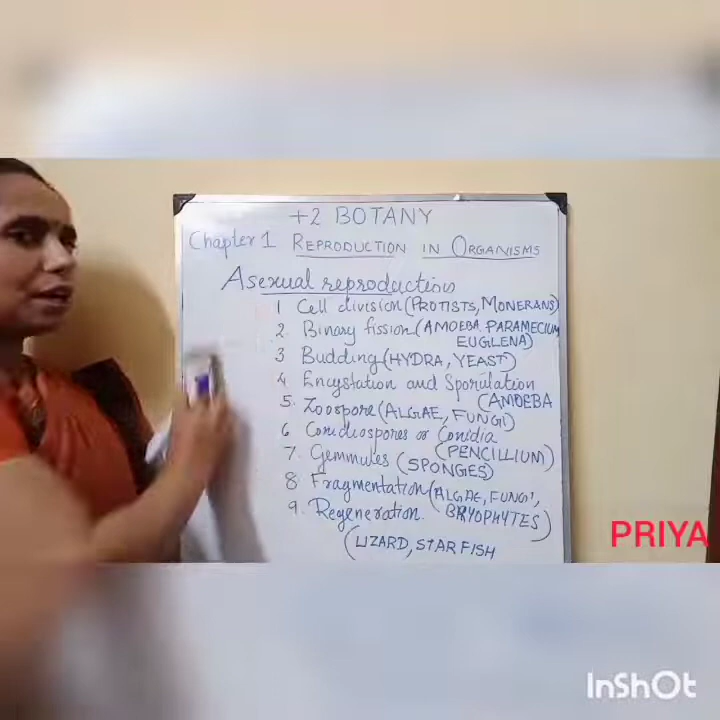 +2 BOTANY
Chapter 1 REPRODUCTION IN ORGANISMS
Asexual reproduction
1 Cell division (PROTISTS, MONERANS)
2. Binary fission (AMOEBA PARAMECIUM
EUGLENA)
3 Budding (HYDRA, YEAST)
4 Encystation and Sporulation
(AMOEBA
5. Zoospore (ALGAE, FUNGI)
6 Conidiospores or Conidia
(PENCILLIUM)
7. Gemmules (SPONGES)
8 Fragmentation (ALGAE, FUNGI,
BRYOPHYTES)
9. Regeneration.
(LIZARD, STAR FISH
PRIYA
InShOt